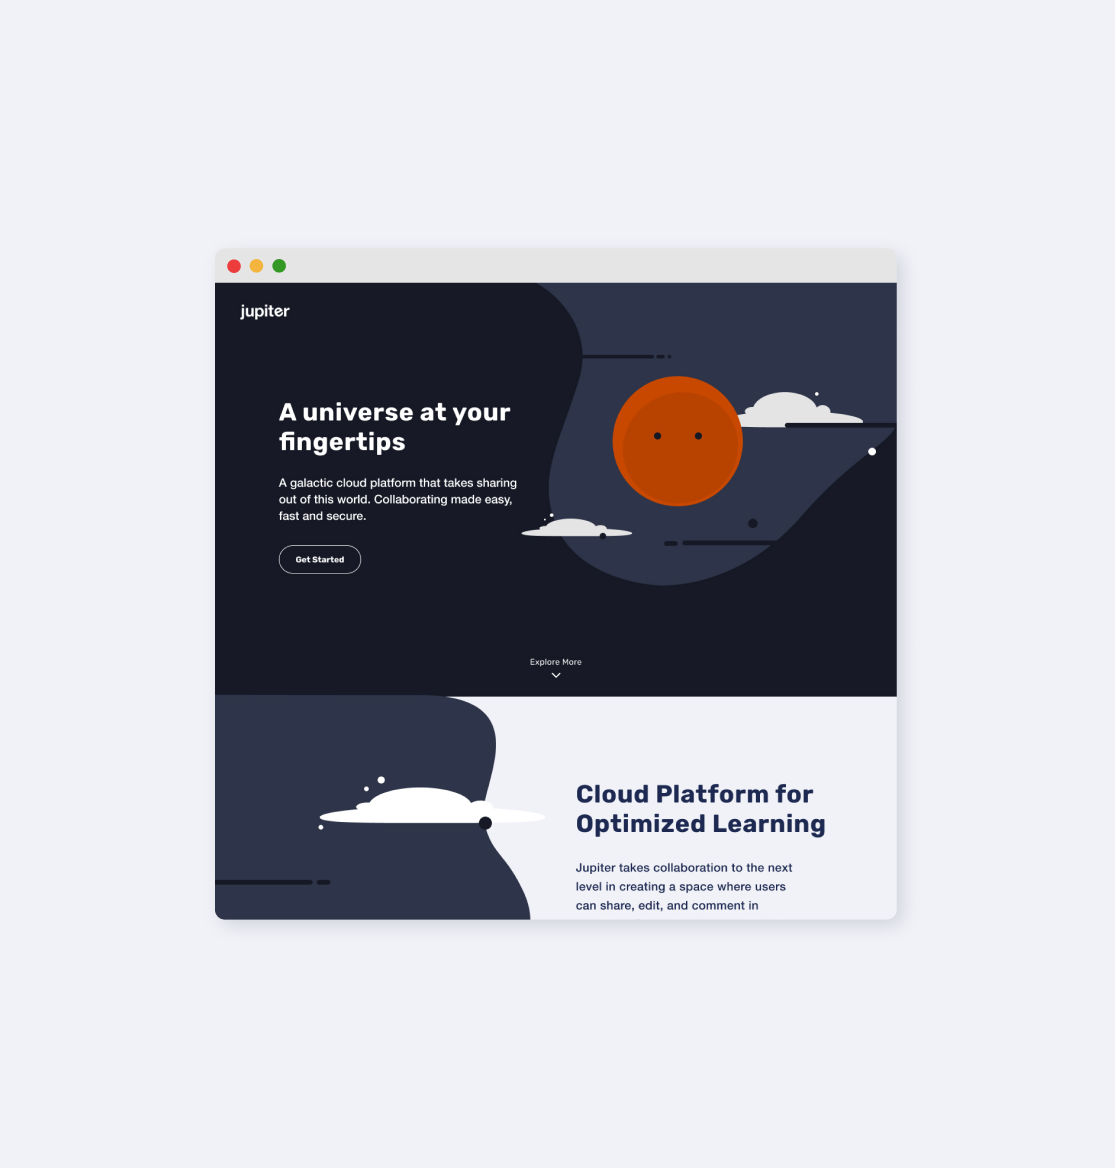 jupiter
A universe at your
fingertips
A galactic cloud platform that takes sharing
out of this world. Collaborating made easy,
fast and secure.
Get Started
Explore More
Cloud Platform for
Optimized Learning
Jupiter takes collaboration to the next
level in creating a space where users
can share, edit, and comment in